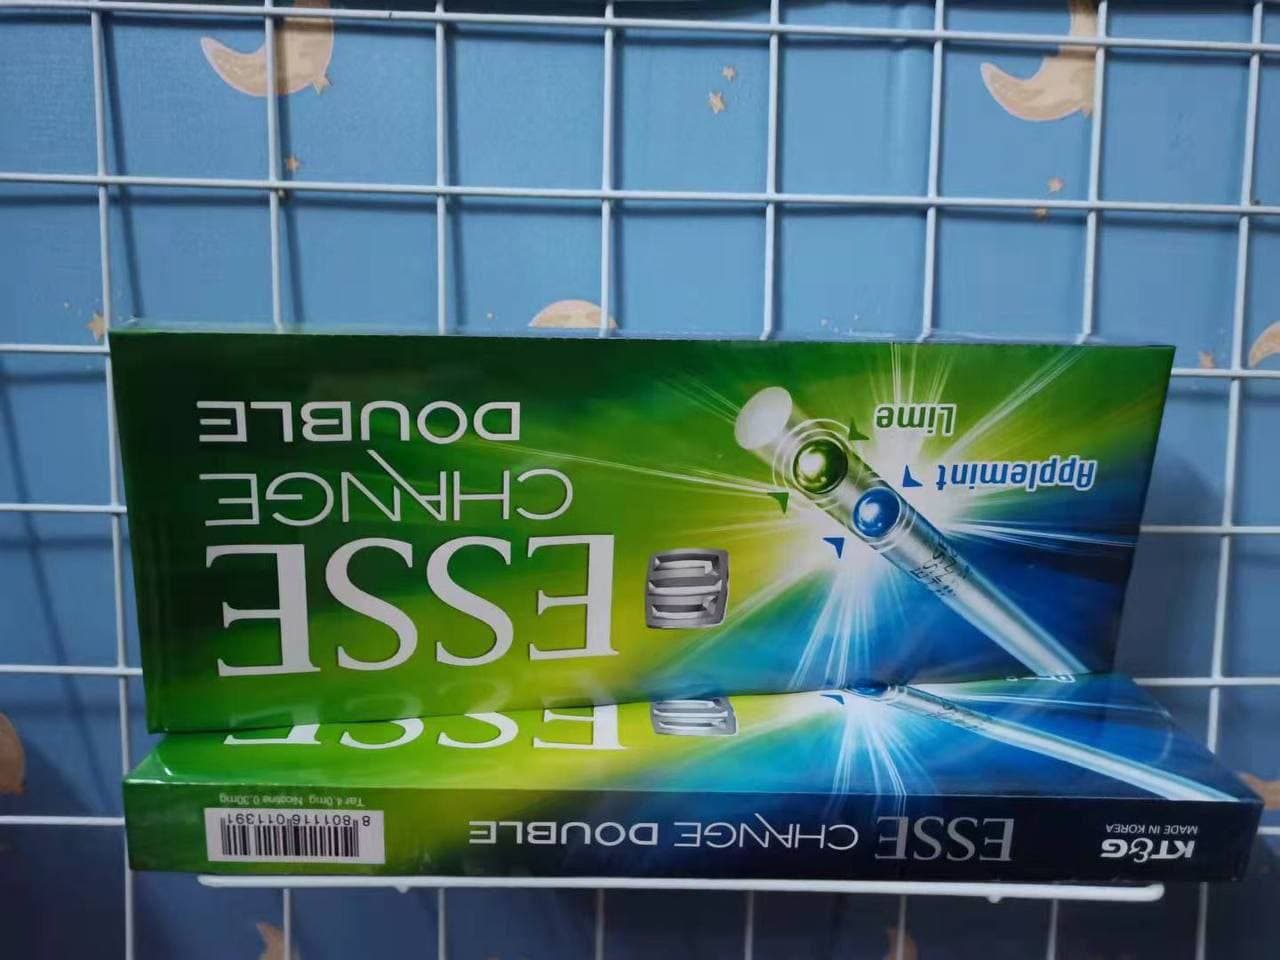 ESSE
CHANGE
DOUBLE
Applemint
Lime
KT&G
MADE IN KOREA
ESSE CHANGE DOUBLE
8 801116 011391
Tar 4.0mg Nicotine 0.30mg
ESSE